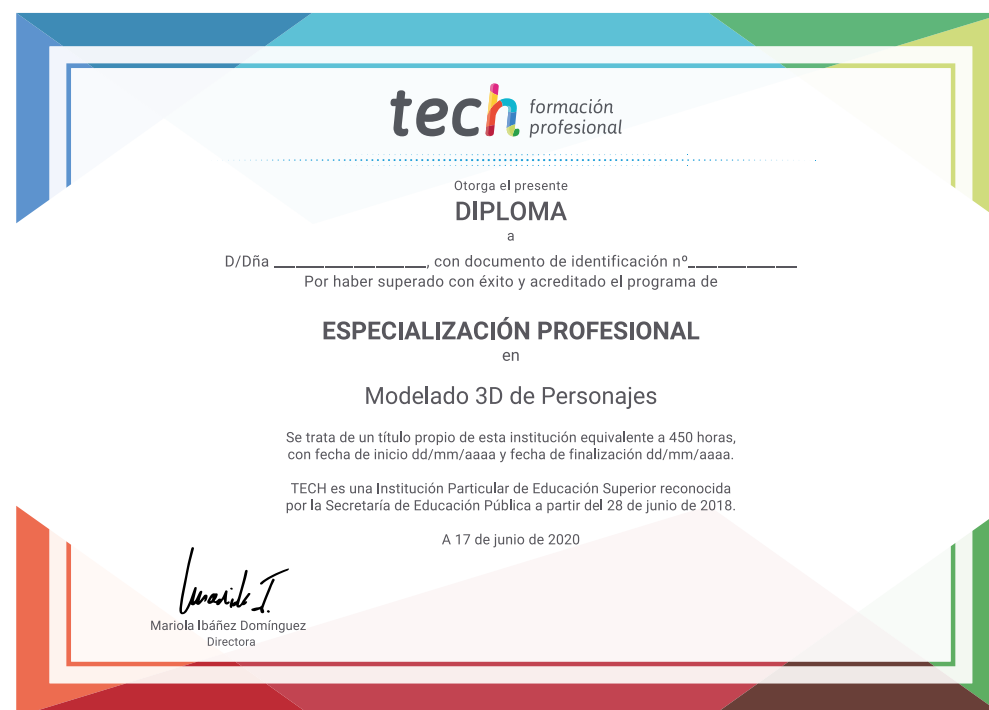 tech formación
profesional
Otorga el presente
DIPLOMA
a
D/Dña ______________, con documento de identificación nº__________
Por haber superado con éxito y acreditado el programa de
ESPECIALIZACIÓN PROFESIONAL
en
Modelado 3D de Personajes
Se trata de un título propio de esta institución equivalente a 450 horas,
con fecha de inicio dd/mm/aaaa y fecha de finalización dd/mm/aaaa.
TECH es una Institución Particular de Educación Superior reconocida
por la Secretaría de Educación Pública a partir del 28 de junio de 2018.
A 17 de junio de 2020
Mariola Ibáñez Domínguez
Directora